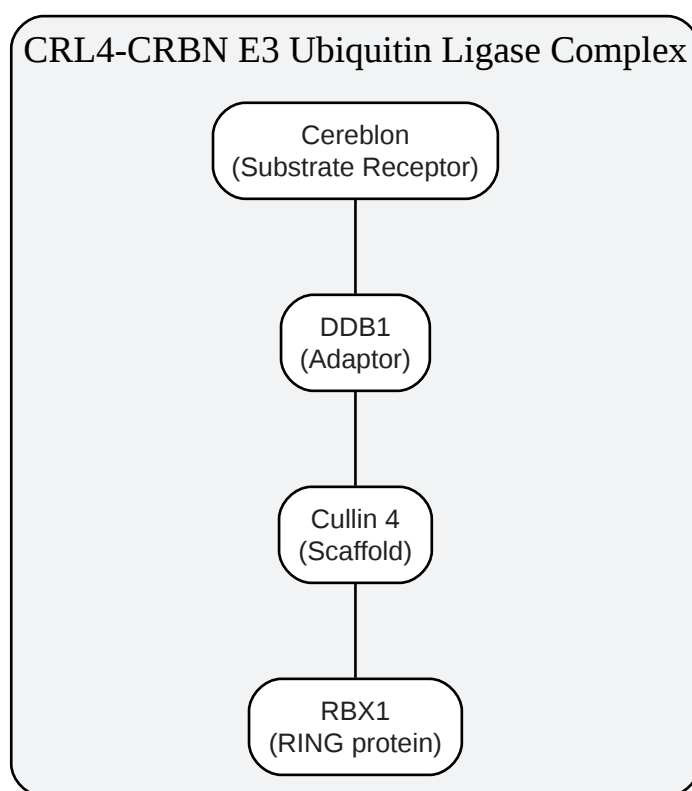 CRL4-CRBN E3 Ubiquitin Ligase Complex
Cereblon
(Substrate Receptor)
DDB1
(Adaptor)
Cullin 4
(Scaffold)
RBX1
(RING protein)